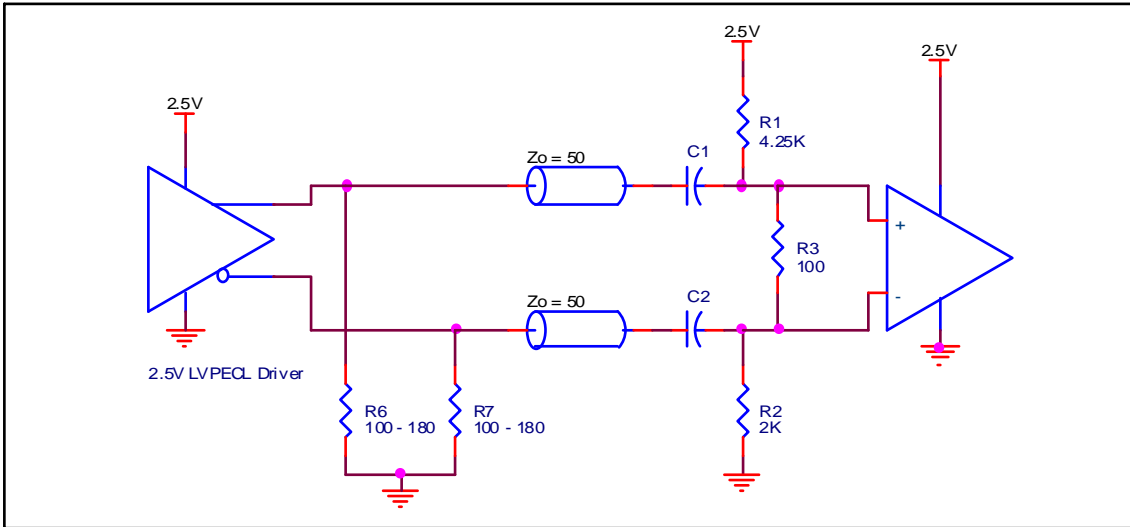 2.5V
2.5V
2.5V
R1
4.25K
Zo = 50
C1
+
R3
100
-
Zo = 50
C2
2.5V LVPECL Driver
R6
100 - 180
R7
100 - 180
R2
2K